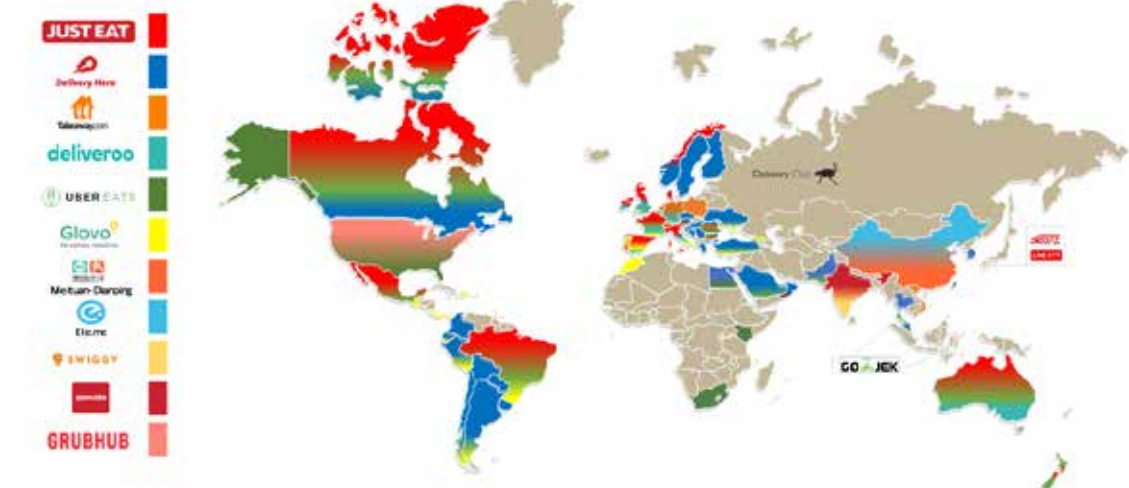 JUST EAT
Delivery Hero
Takeaway.com
deliveroo
UBER EATS
Glovo
Meituan-Dianping
Ele.me
SWIGGY
zomato
GRUBHUB
Delivery Club
GO JEK